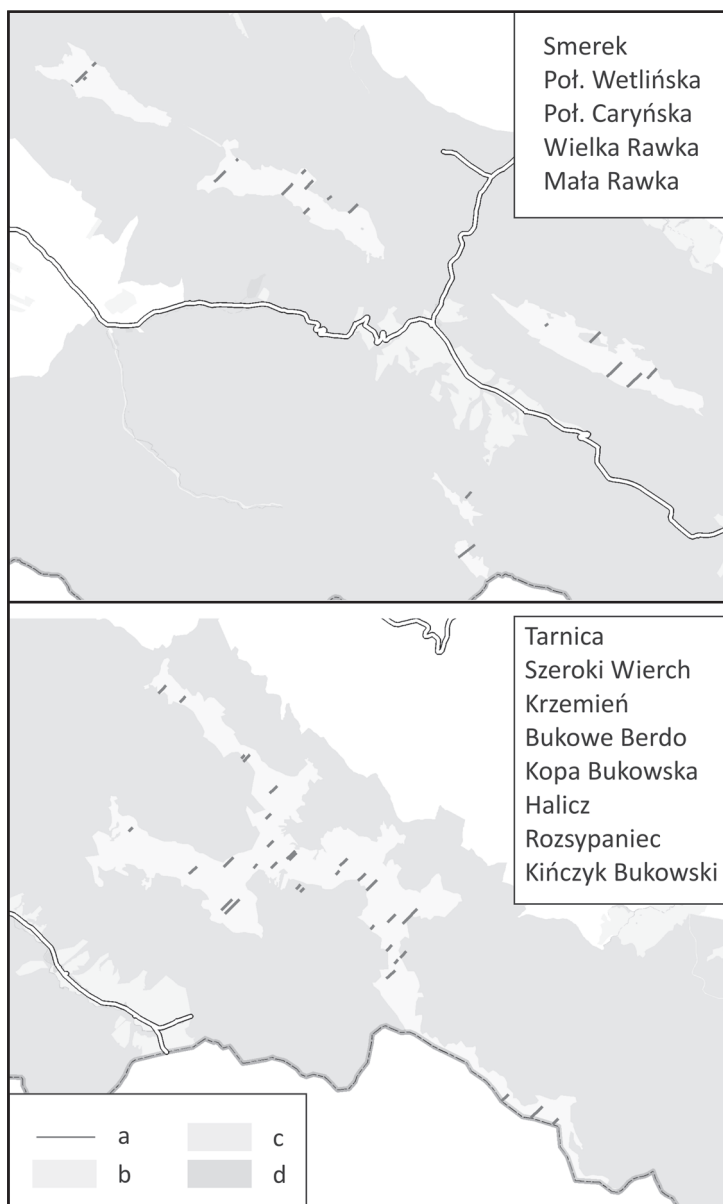 Smerek
Poł. Wetlińska
Poł. Caryńska
Wielka Rawka
Mała Rawka
Tarnica
Szeroki Wierch
Krzemień
Bukowe Berdo
Kopa Bukowska
Halicz
Rozsypaniec
Kińczyk Bukowski
a
b
c
d